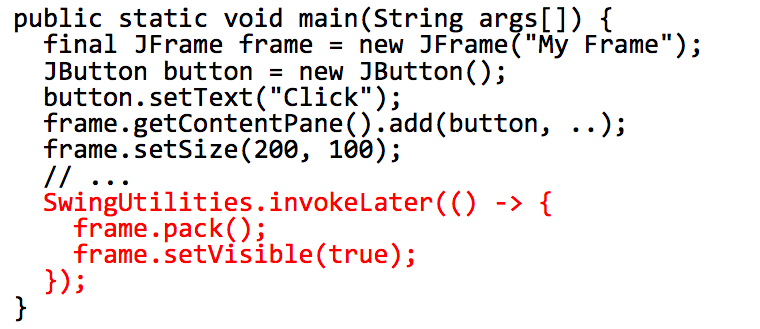 public static void main(String args[]) {
  final JFrame frame = new JFrame("My Frame");
  JButton button = new JButton();
  button.setText("Click");
  frame.getContentPane().add(button, ..);
  frame.setSize(200, 100);
  // ...
  SwingUtilities.invokeLater(() -> {
    frame.pack();
    frame.setVisible(true);
  });
}